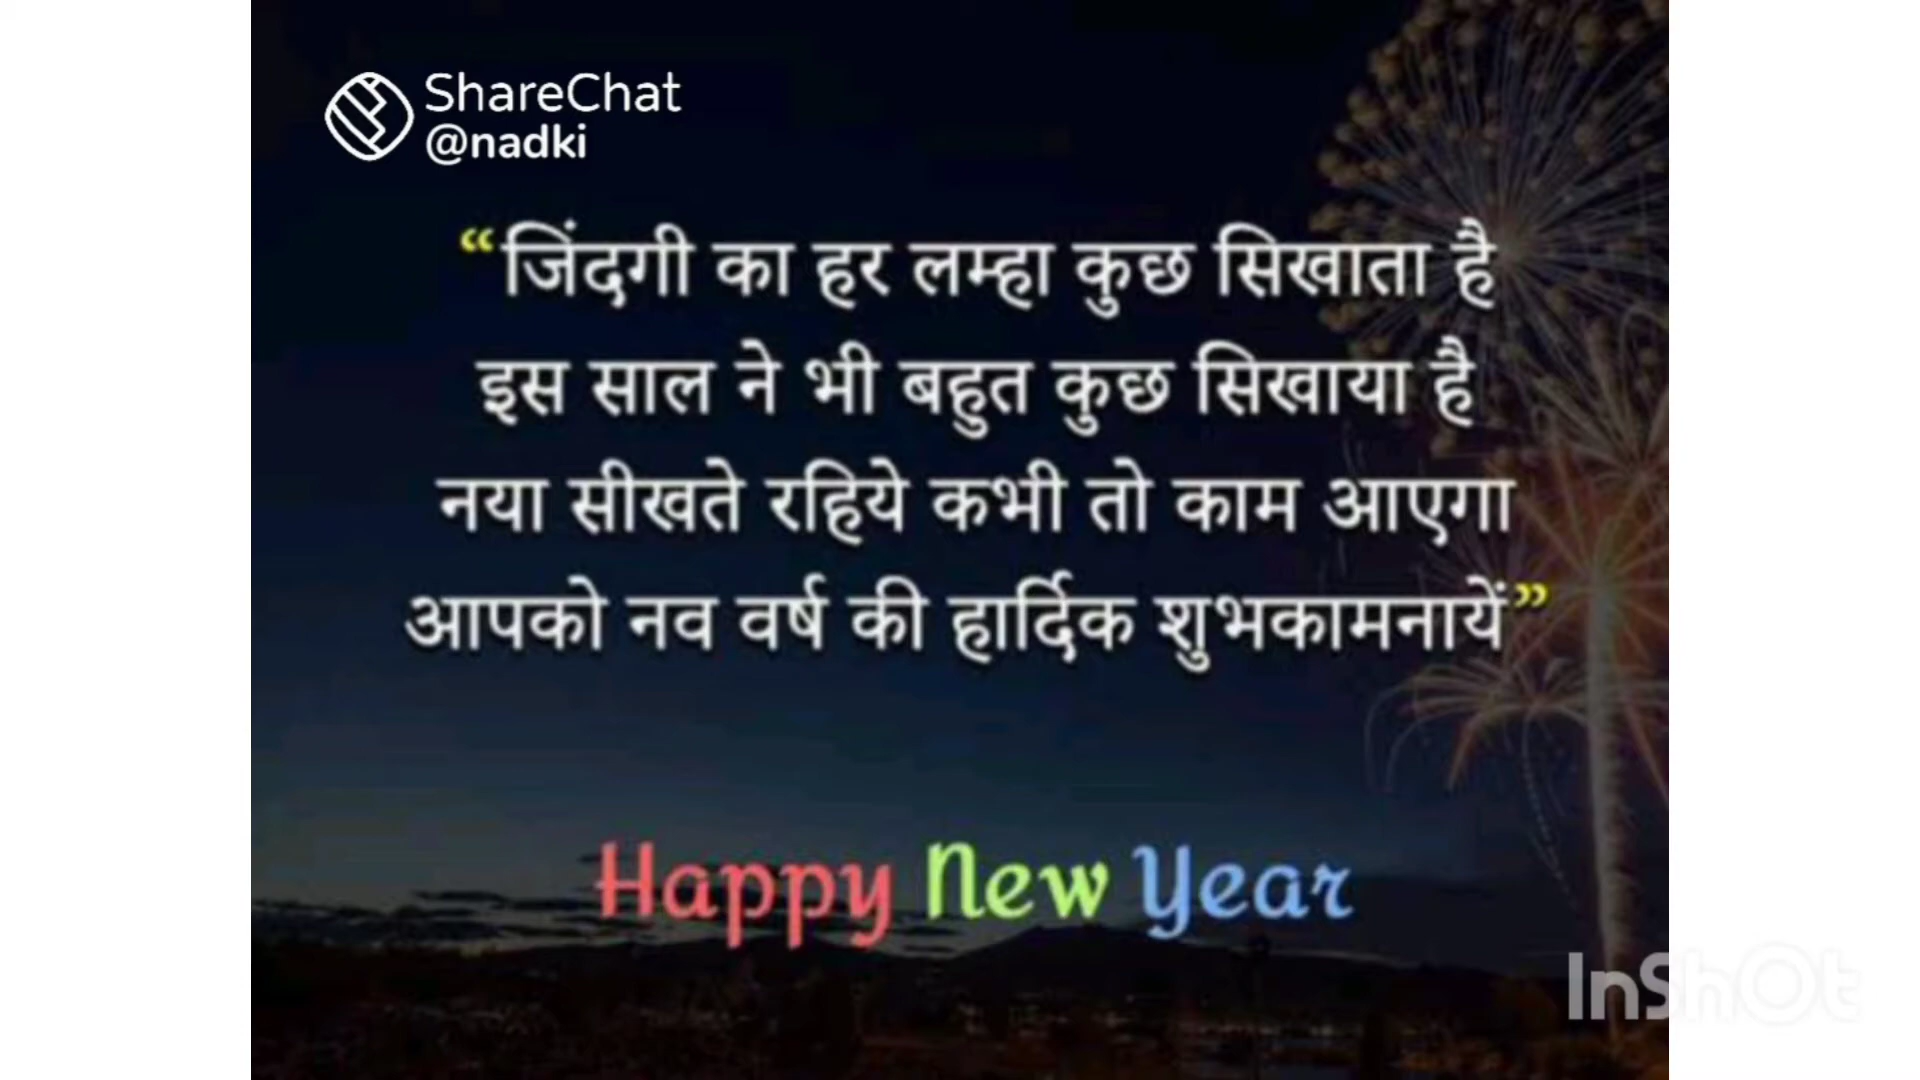 ShareChat
@nadki
“जिंदगी का हर लम्हा कुछ सिखाता है
इस साल ने भी बहुत कुछ सिखाया है
नया सीखते रहिये कभी तो काम आएगा
आपको नव वर्ष की हार्दिक शुभकामनायें”
Happy New Year
InShOt